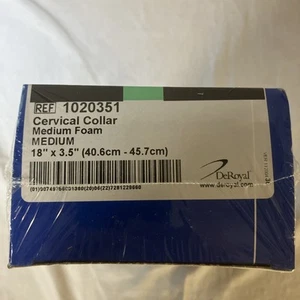 REF 1020351
Cervical Collar
Medium Foam
MEDIUM
18" x 3.5" (40.6cm - 45.7cm)
DeRoyal
www.deroyal.com